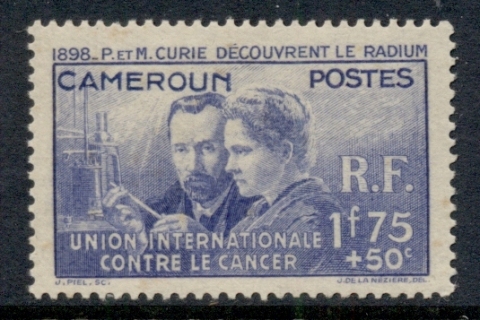 1898_P. ET M. CURIE DÉCOUVRENT LE RADIUM
CAMEROUN POSTES
R.F.
1f75
UNION INTERNATIONALE
CONTRE LE CANCER
+50c
J. PIEL. SC. J. DE LA NÉZIÈRE. DEL.